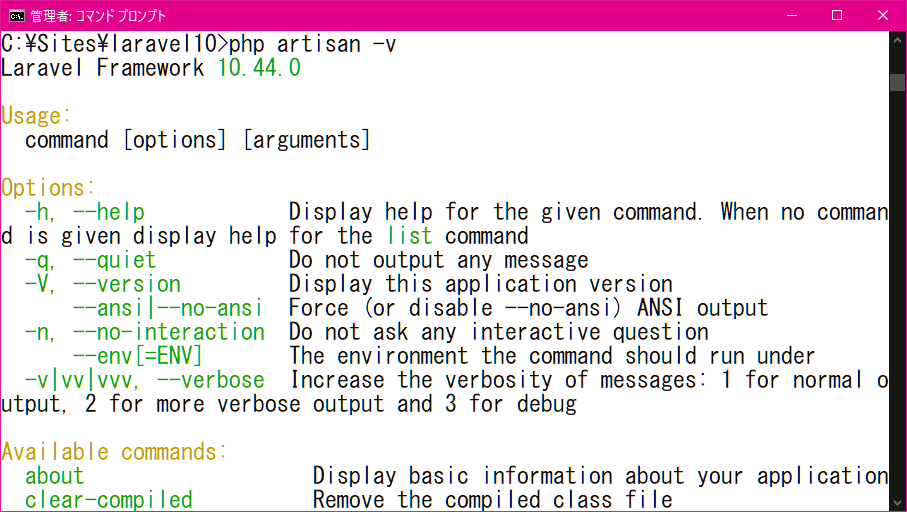 管理者: コマンド プロンプト
C:¥Sites¥laravel10>php artisan -v
Laravel Framework 10.44.0
Usage:
command [options] [arguments]
Options:
-h, --help Display help for the given command. When no comman
d is given display help for the list command
-q, --quiet Do not output any message
-V, --version Display this application version
--ansi|--no-ansi Force (or disable --no-ansi) ANSI output
-n, --no-interaction Do not ask any interactive question
--env[=ENV] The environment the command should run under
-v|vv|vvv, --verbose Increase the verbosity of messages: 1 for normal o
utput, 2 for more verbose output and 3 for debug
Available commands:
about Display basic information about your application
clear-compiled Remove the compiled class file